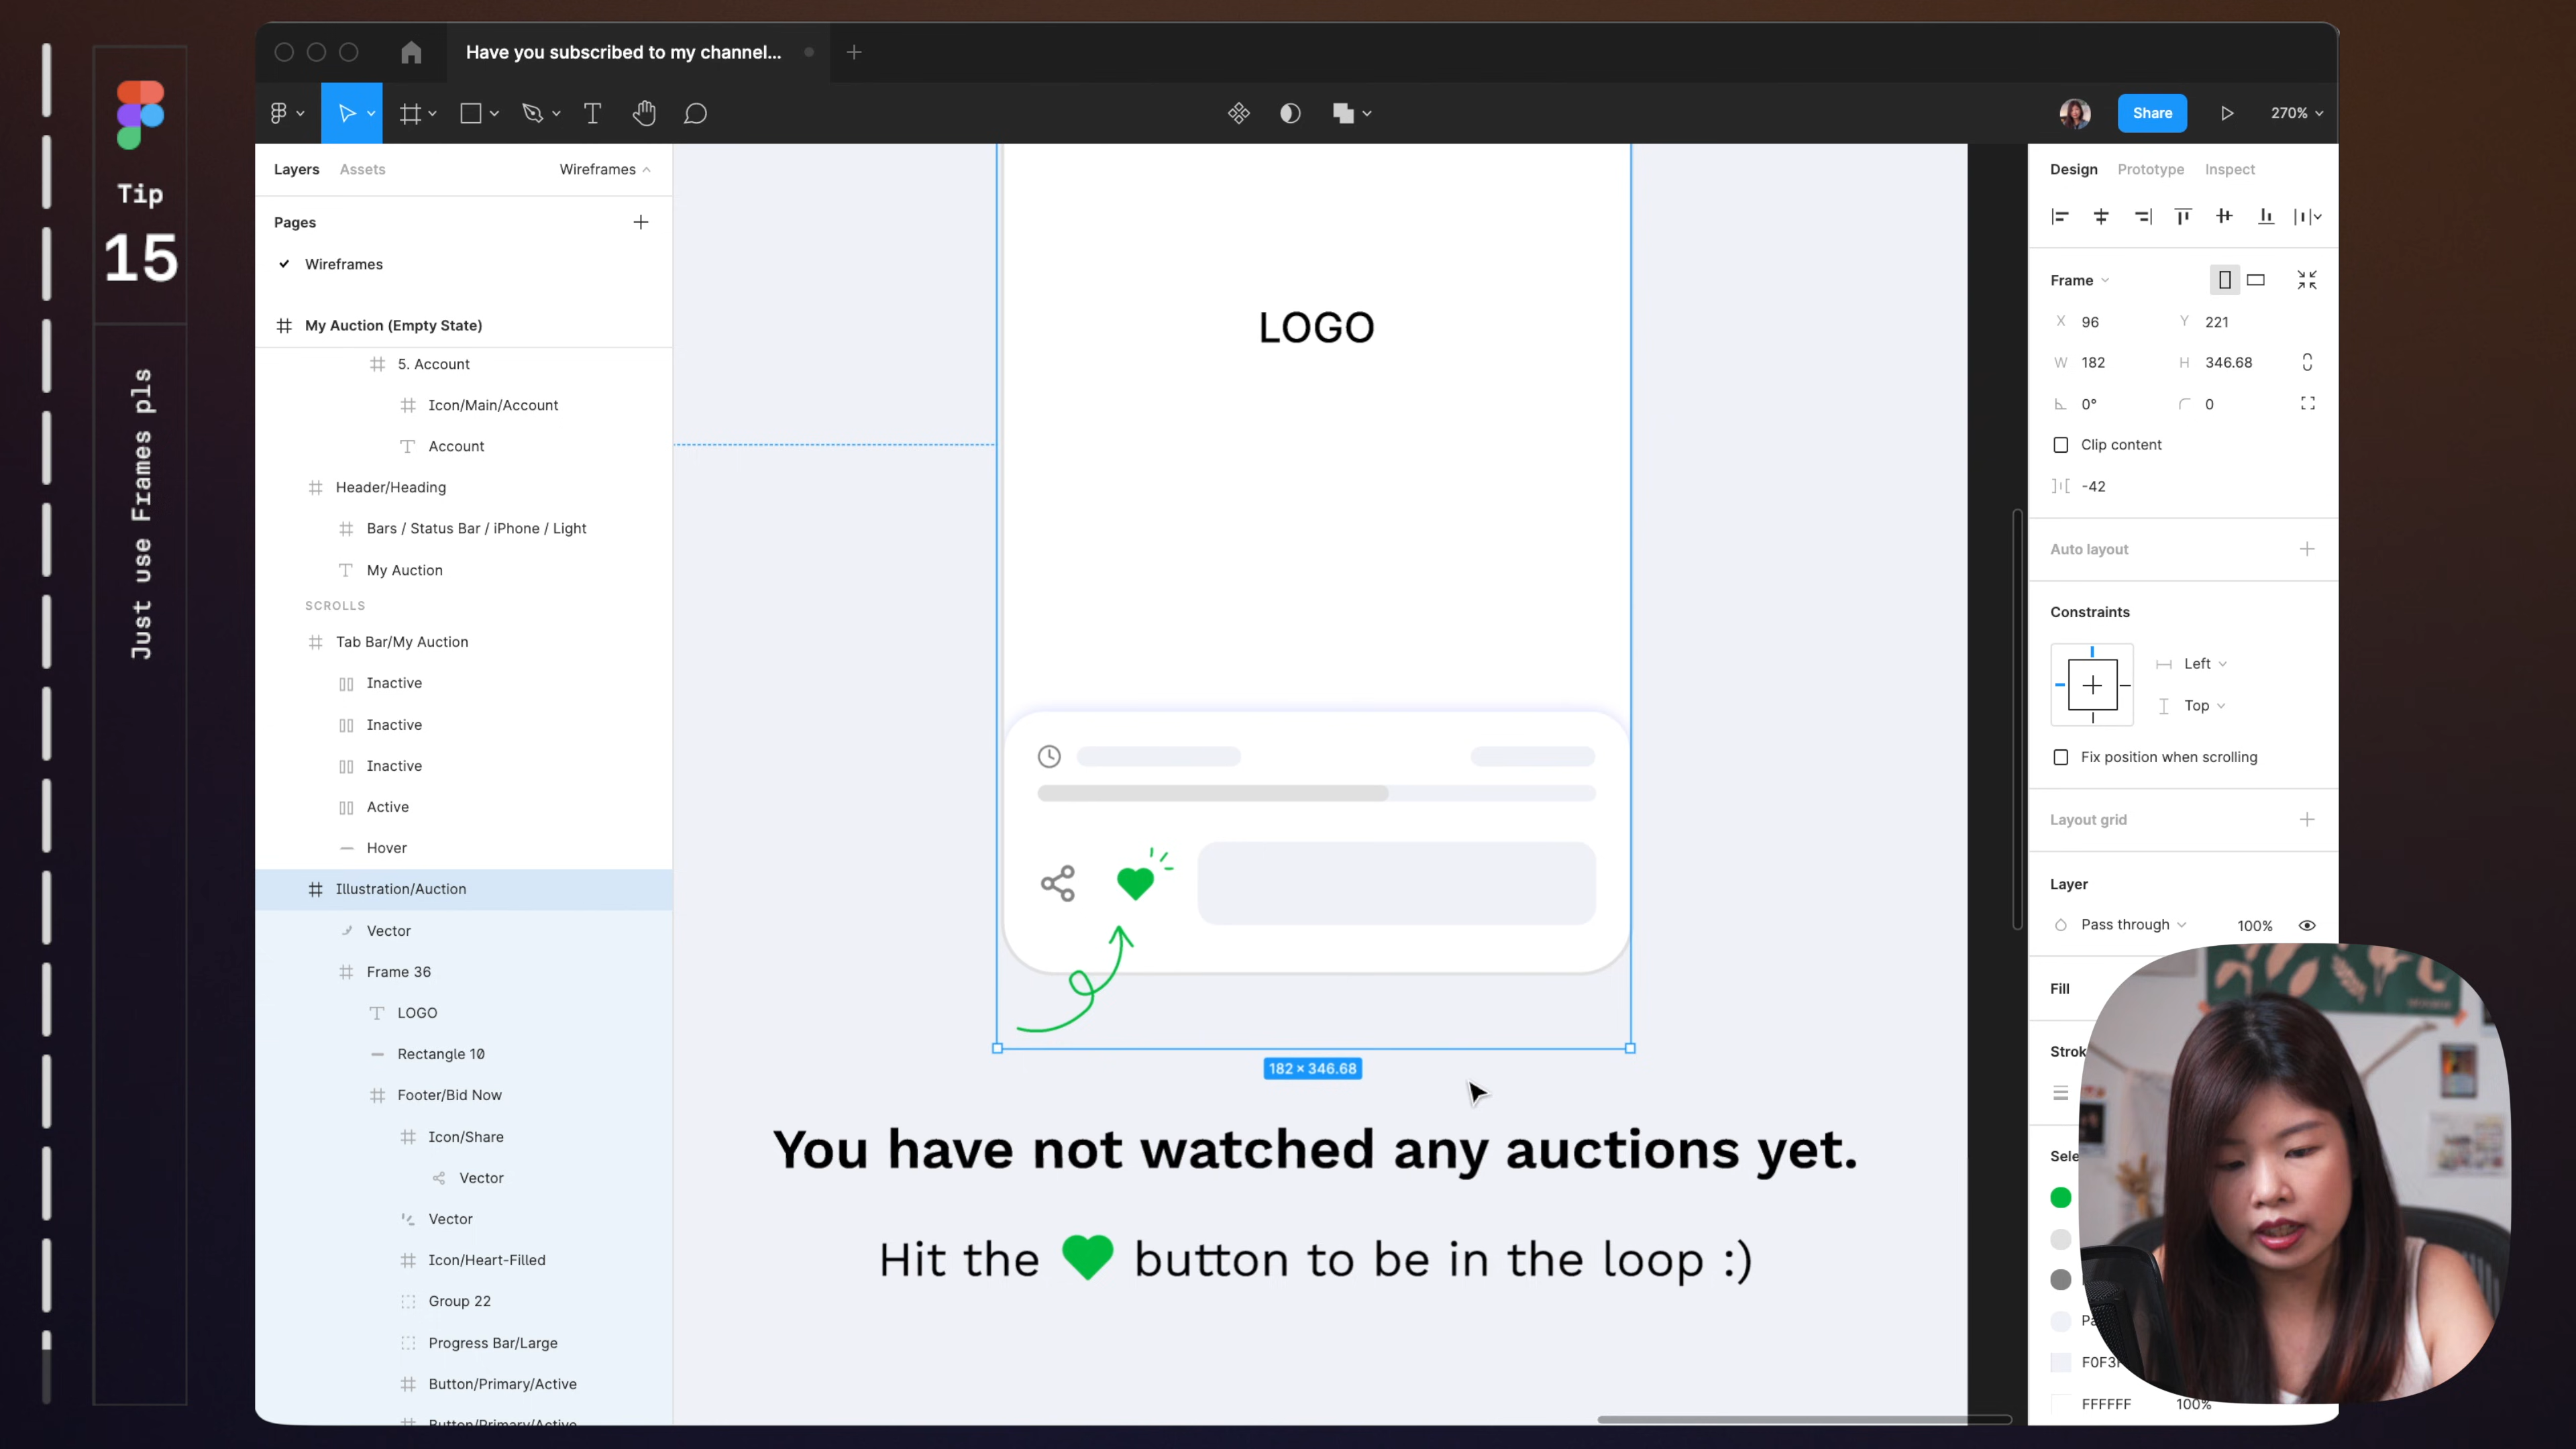 Tip
15
Just use Frames pls
Have you subscribed to my channel...
Share
270%
Layers
Assets
Wireframes
Pages
Wireframes
My Auction (Empty State)
5. Account
Icon/Main/Account
Account
Header/Heading
Bars / Status Bar / iPhone / Light
My Auction
SCROLLS
Tab Bar/My Auction
Inactive
Inactive
Inactive
Active
Hover
Illustration/Auction
Vector
Frame 36
LOGO
Rectangle 10
Footer/Bid Now
Icon/Share
Vector
Vector
Icon/Heart-Filled
Group 22
Progress Bar/Large
Button/Primary/Active
Button/Primary/Active
LOGO
182 × 346.68
You have not watched any auctions yet.
Hit the button to be in the loop :)
Design
Prototype
Inspect
Frame
X 96
Y 221
W 182
H 346.68
0°
0
Clip content
-42
Auto layout
Constraints
Left
Top
Fix position when scrolling
Layout grid
Layer
Pass through
100%
Fill
Strok
Sele
FFFFFF
100%